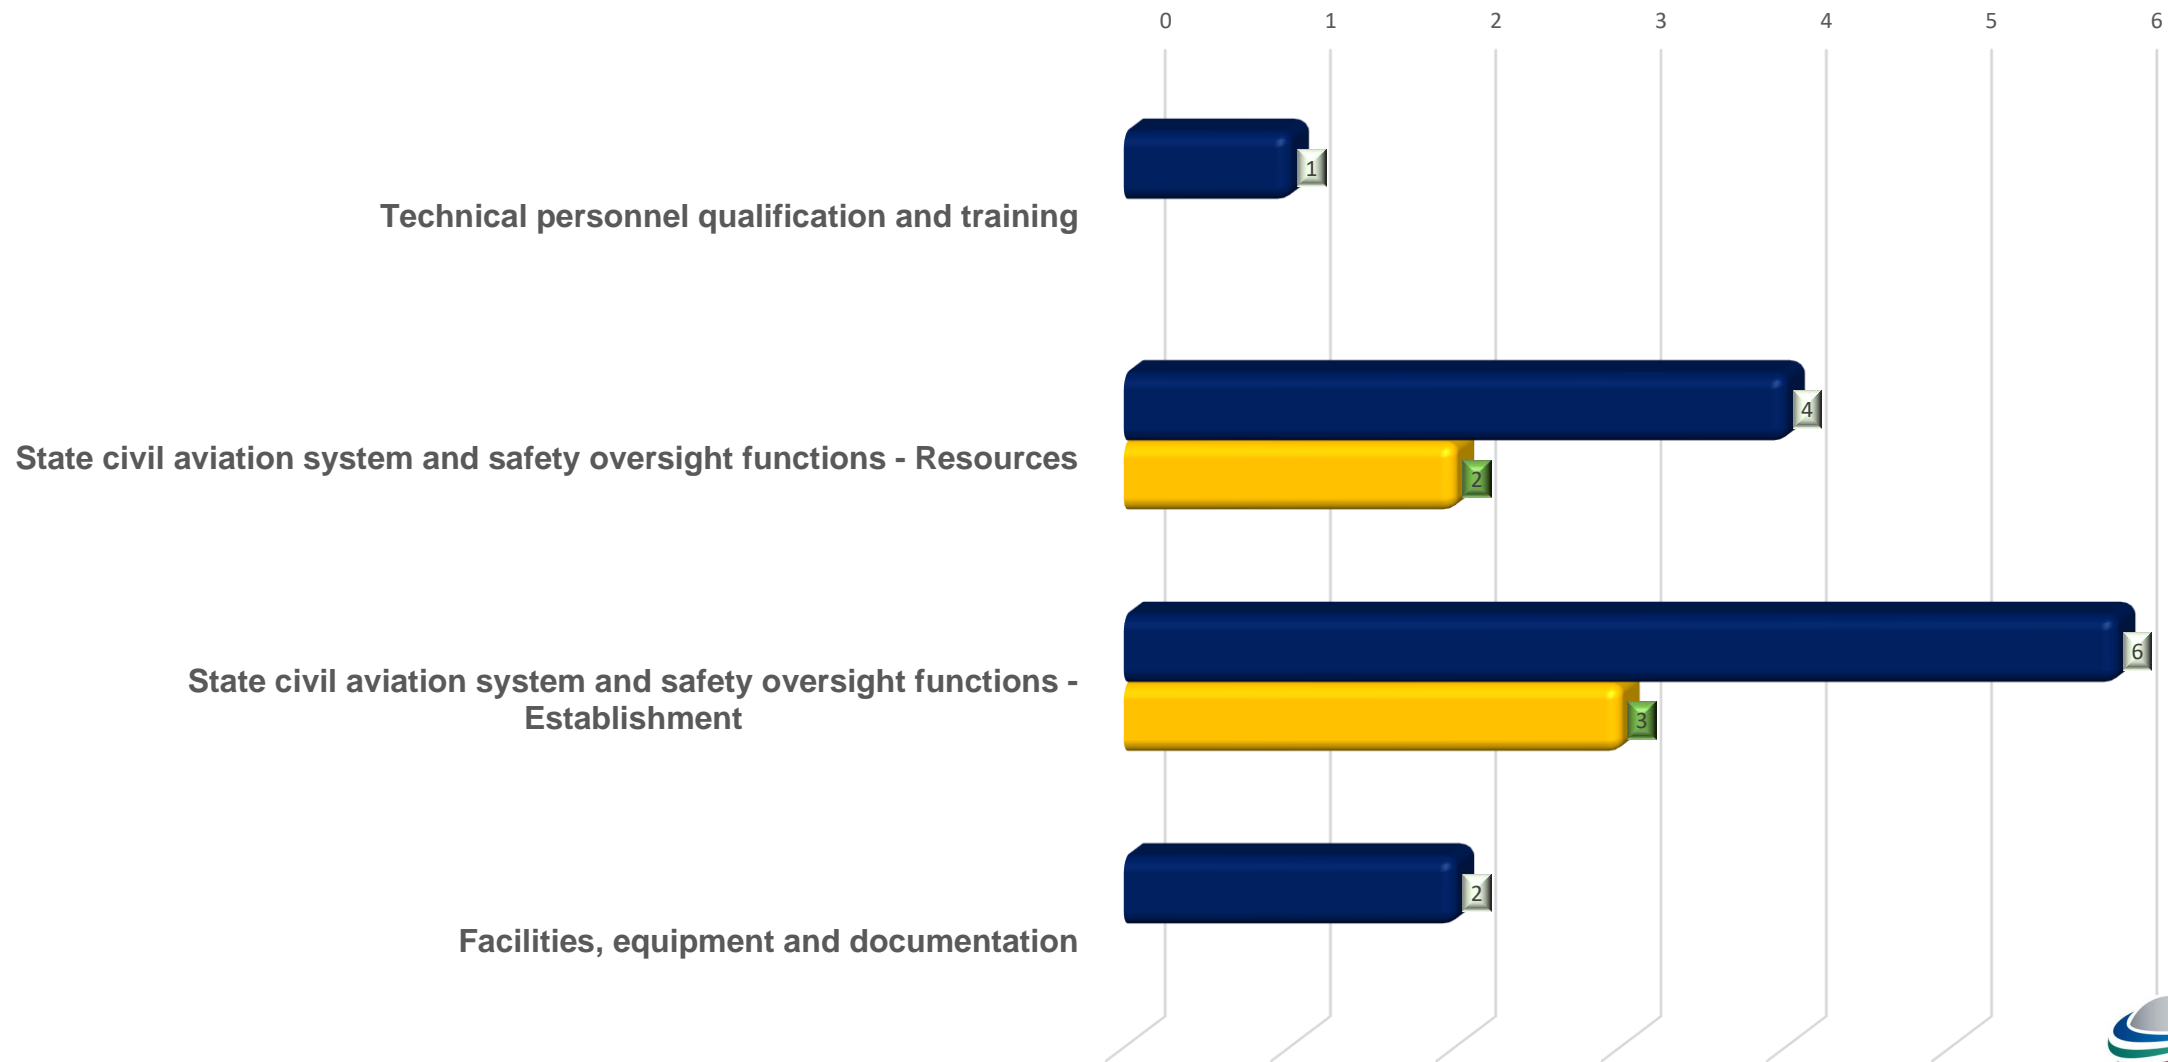 0 1 2 3 4 5 6
1
Technical personnel qualification and training
4
State civil aviation system and safety oversight functions - Resources
2
6
State civil aviation system and safety oversight functions -
Establishment
3
2
Facilities, equipment and documentation